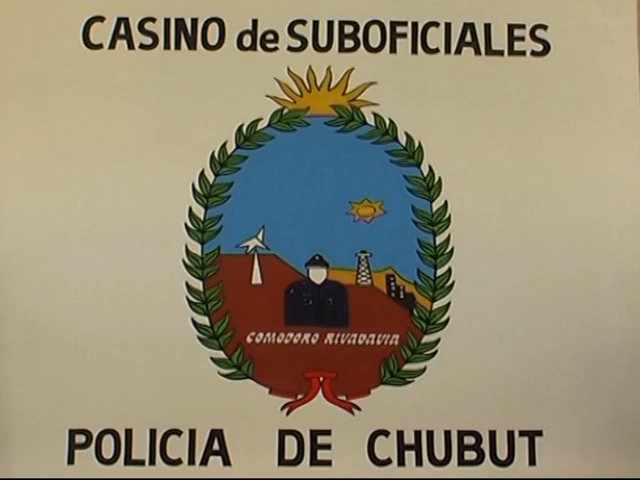 CASINO de SUBOFICIALES
COMODORO RIVADAVIA
POLICIA DE CHUBUT